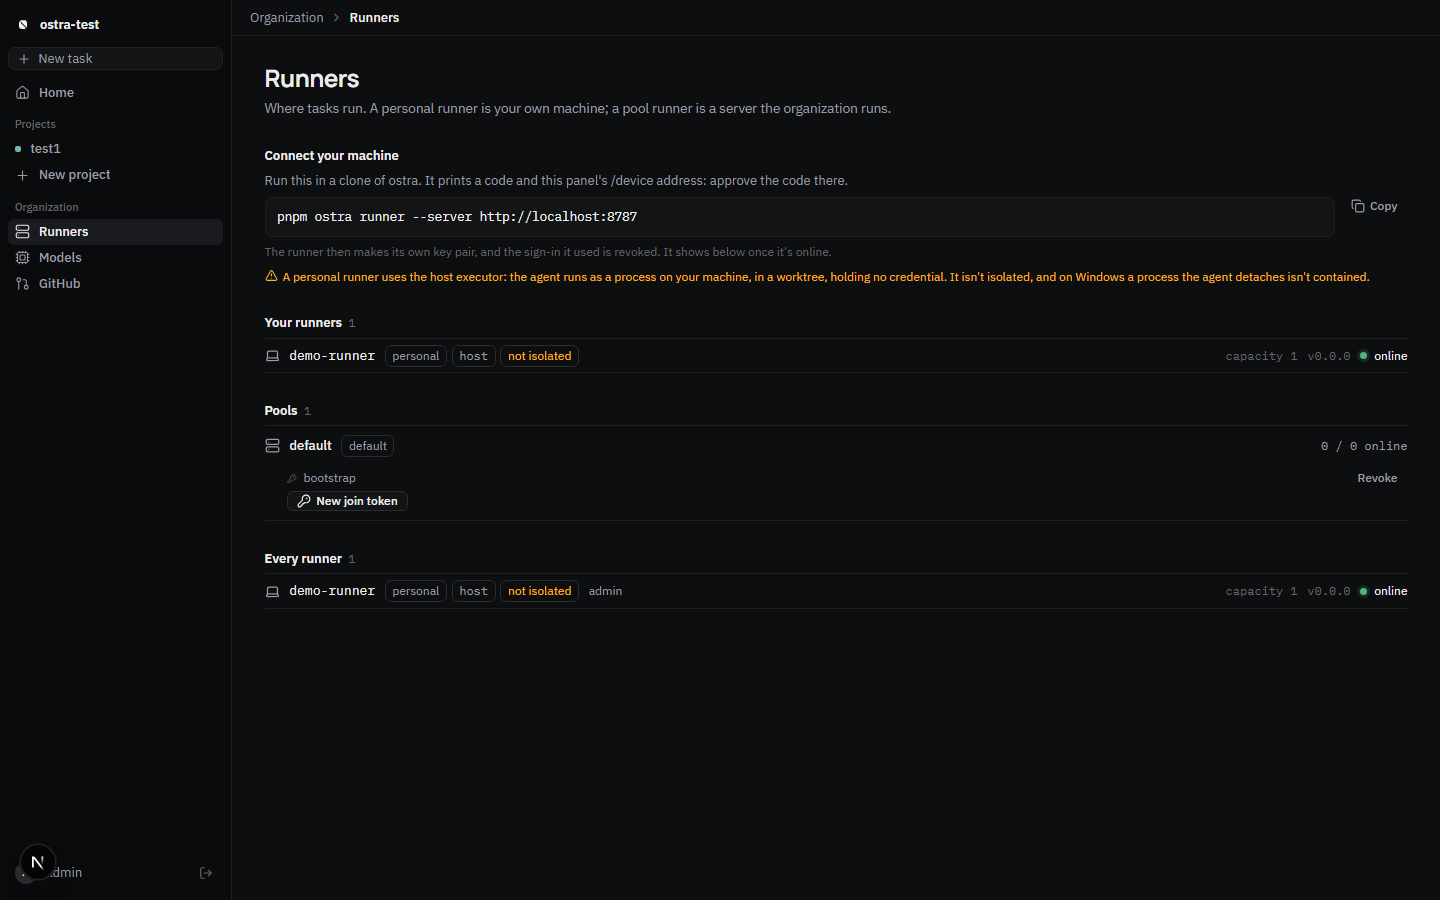 ostra-test
New task
Home
Projects
test1
New project
Organization
Runners
Models
GitHub
Organization > Runners
Runners
Where tasks run. A personal runner is your own machine; a pool runner is a server the organization runs.
Connect your machine
Run this in a clone of ostra. It prints a code and this panel's /device address: approve the code there.
pnpm ostra runner --server http://localhost:8787
Copy
The runner then makes its own key pair, and the sign-in it used is revoked. It shows below once it's online.
A personal runner uses the host executor: the agent runs as a process on your machine, in a worktree, holding no credential. It isn't isolated, and on Windows a process the agent detaches isn't contained.
Your runners 1
demo-runner personal host not isolated capacity 1 v0.0.0 online
Pools 1
default default 0 / 0 online
bootstrap Revoke
New join token
Every runner 1
demo-runner personal host not isolated admin capacity 1 v0.0.0 online
N
dmin